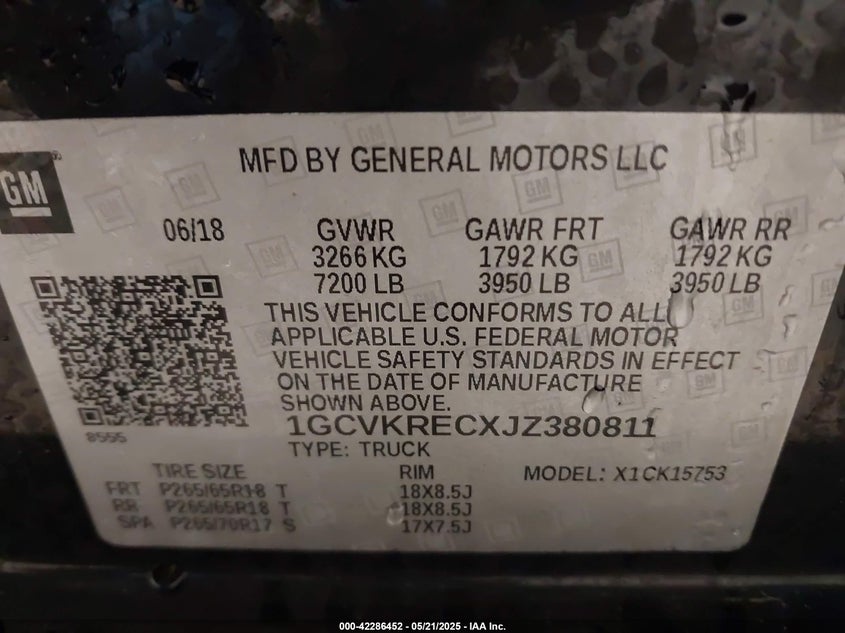 MFD BY GENERAL MOTORS LLC
GM
06/18 GVWR GAWR FRT GAWR RR
3266 KG 1792 KG 1792 KG
7200 LB 3950 LB 3950 LB
THIS VEHICLE CONFORMS TO ALL
APPLICABLE U.S. FEDERAL MOTOR
VEHICLE SAFETY STANDARDS IN EFFECT
ON THE DATE OF MANUFACTURE
SHOWN ABOVE.
8555
1GCVKRECXJZ380811
TYPE: TRUCK
TIRE SIZE RIM MODEL: X1CK15753
FRT P265/65R18 T 18X8.5J
RR P265/65R18 T 18X8.5J
SPA P265/70R17 S 17X7.5J
000-42286452 - 05/21/2025 - IAA Inc.